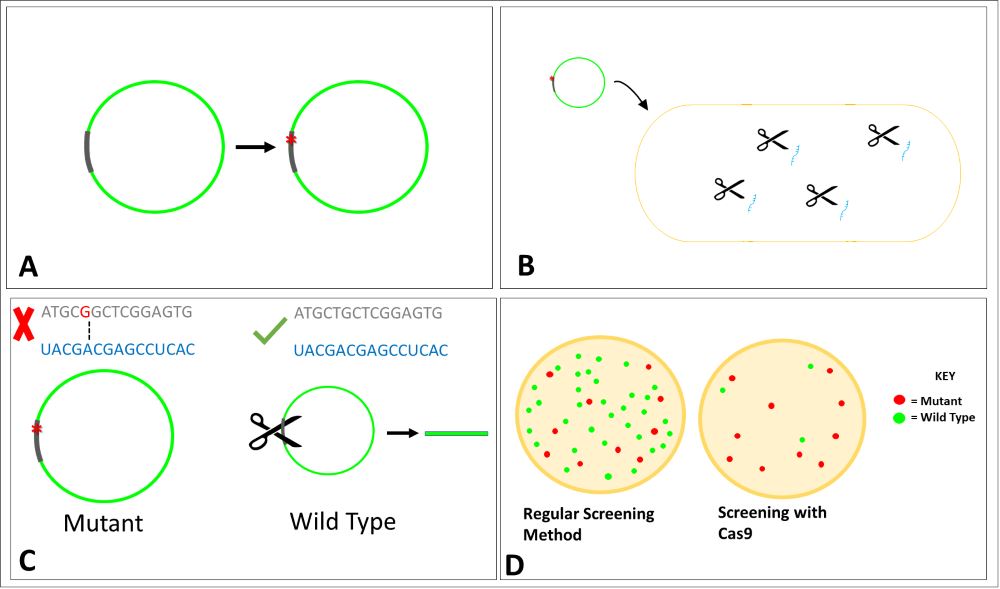 A
B
ATGCGGCTCGGAGTG
UACGACGAGCCUCAC
ATGCTGCTCGGAGTG
UACGACGAGCCUCAC
Mutant
Wild Type
C
KEY
= Mutant
= Wild Type
Regular Screening
Method
Screening with
Cas9
D